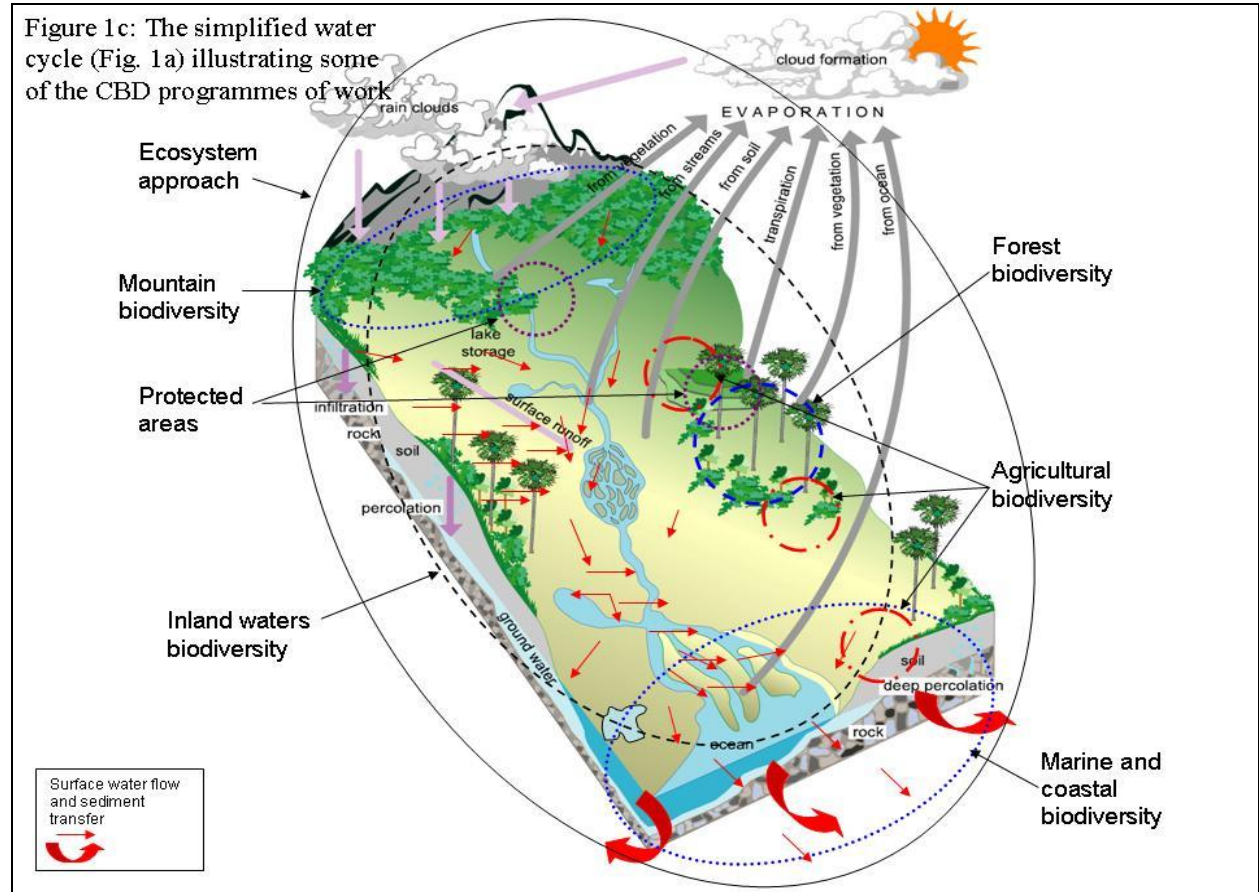 Figure 1c: The simplified water
cycle (Fig. 1a) illustrating some
of the CBD programmes of work
cloud formation
rain clouds
EVAPORATION
from vegetation
from streams
from soil
transpiration
from vegetation
from ocean
Ecosystem
approach
Forest
biodiversity
Mountain
biodiversity
lake
storage
Protected
areas
surface runoff
infiltration
rock
soil
Agricultural
biodiversity
percolation
Inland waters
biodiversity
ground water
soil
deep percolation
rock
ocean
Marine and
coastal
biodiversity
Surface water flow
and sediment
transfer